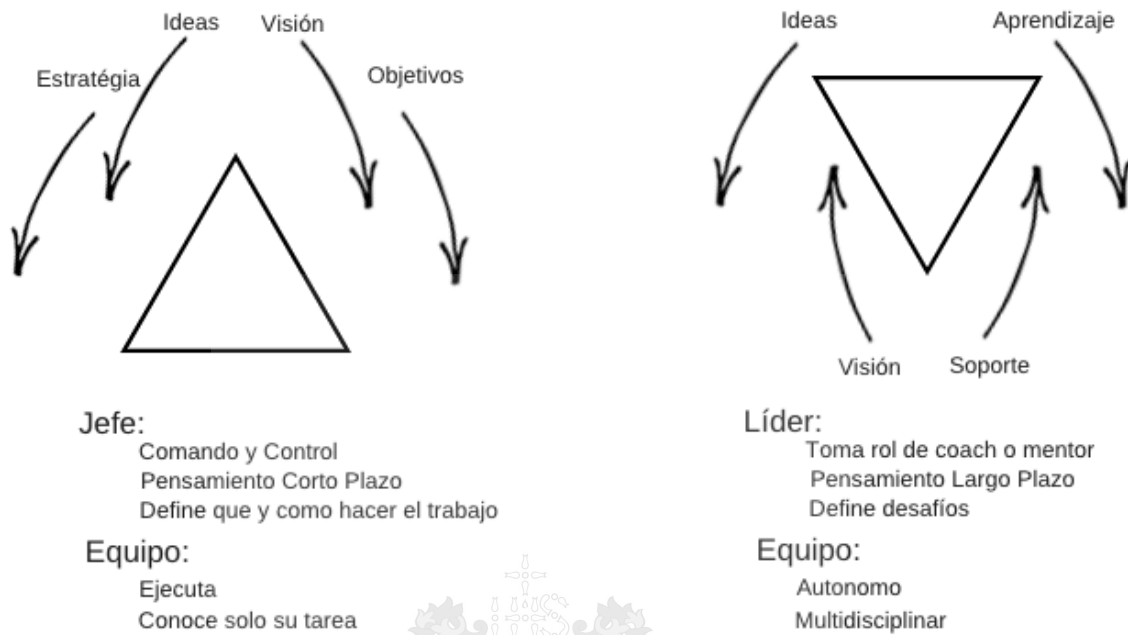 Ideas Visión
Estratégia
Objetivos
Jefe:
Comando y Control
Pensamiento Corto Plazo
Define que y como hacer el trabajo
Equipo:
Ejecuta
Conoce solo su tarea
Ideas
Aprendizaje
Visión
Soporte
Líder:
Toma rol de coach o mentor
Pensamiento Largo Plazo
Define desafíos
Equipo:
Autonomo
Multidisciplinar